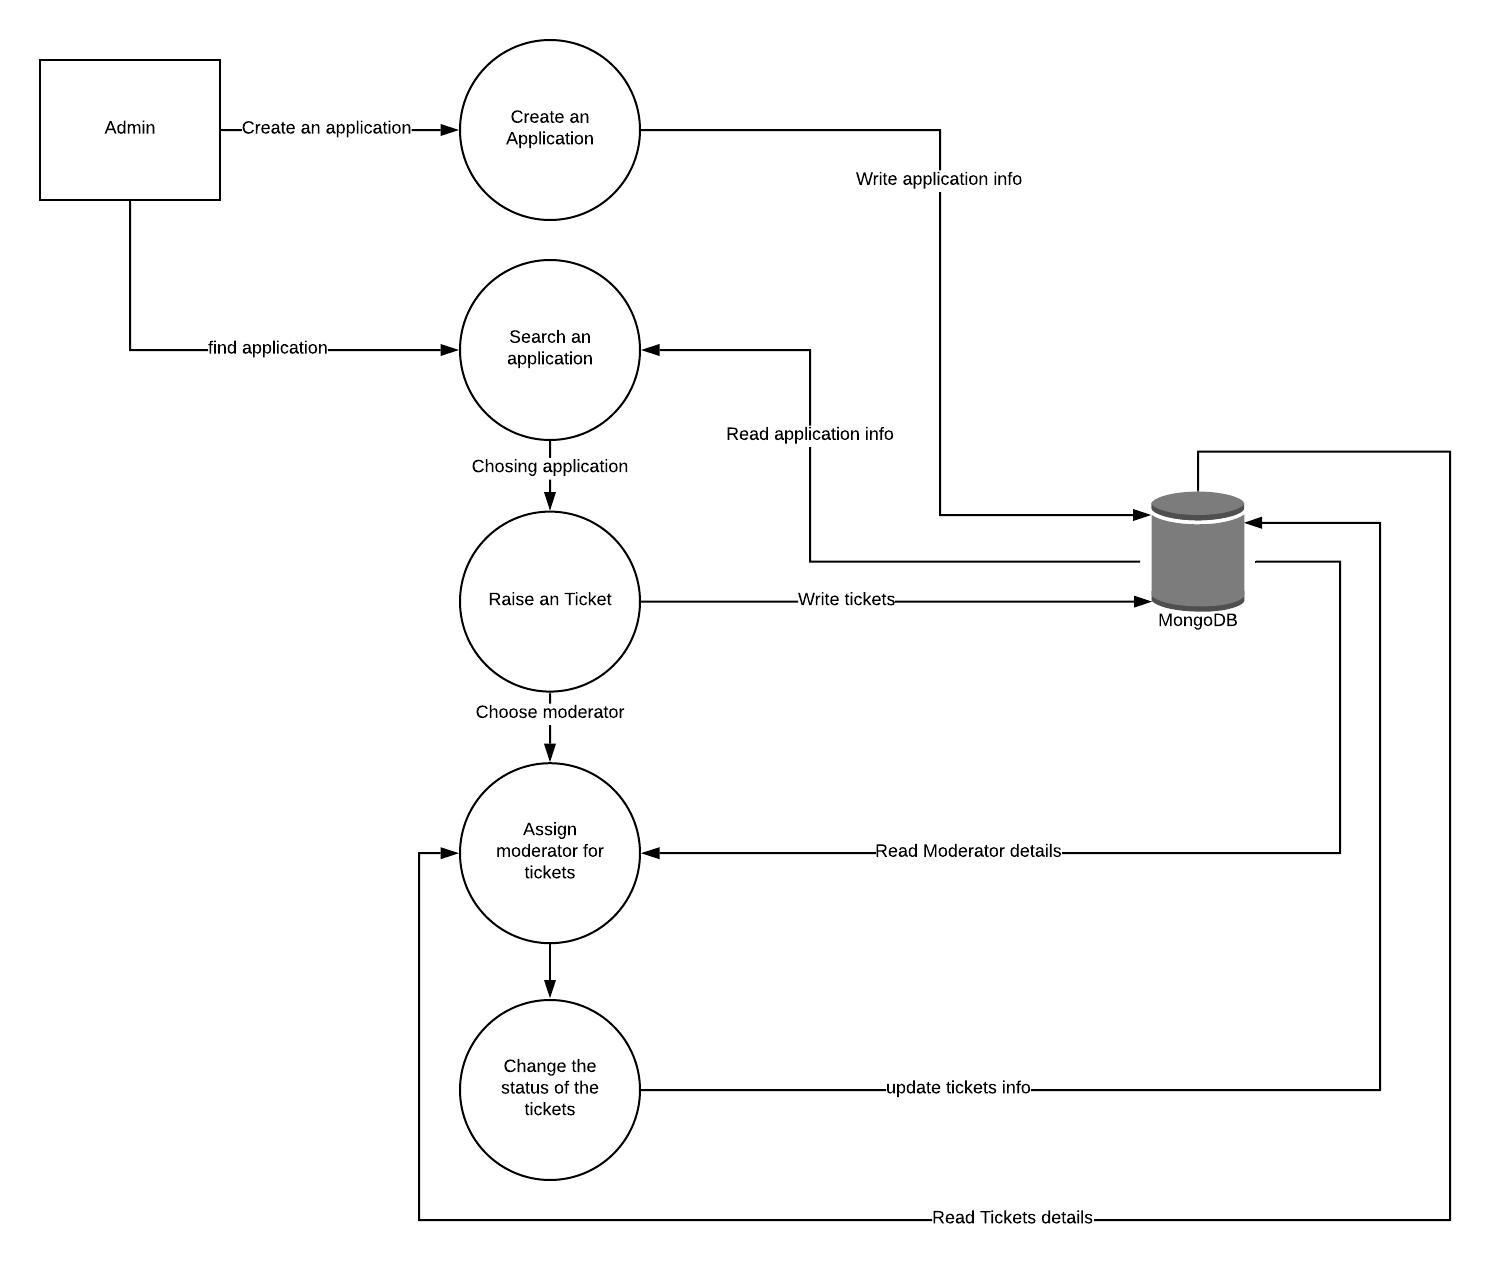 Admin
Create an application
Create an
Application
Write application info
find application
Search an
application
Read application info
Chosing application
Raise an Ticket
Write tickets
MongoDB
Choose moderator
Assign
moderator for
tickets
Read Moderator details
Change the
status of the
tickets
update tickets info
Read Tickets details